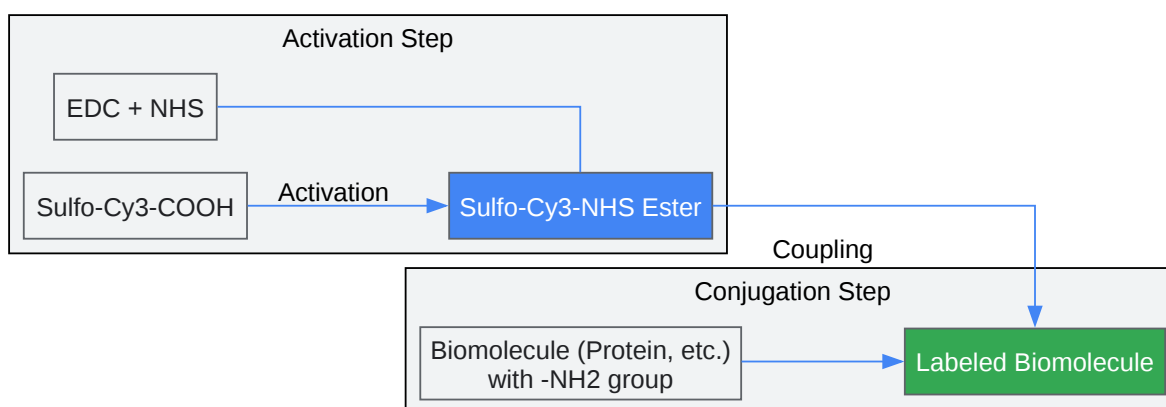 Activation Step
EDC + NHS
Sulfo-Cy3-COOH
Activation
Sulfo-Cy3-NHS Ester
Coupling
Conjugation Step
Biomolecule (Protein, etc.)
with -NH2 group
Labeled Biomolecule